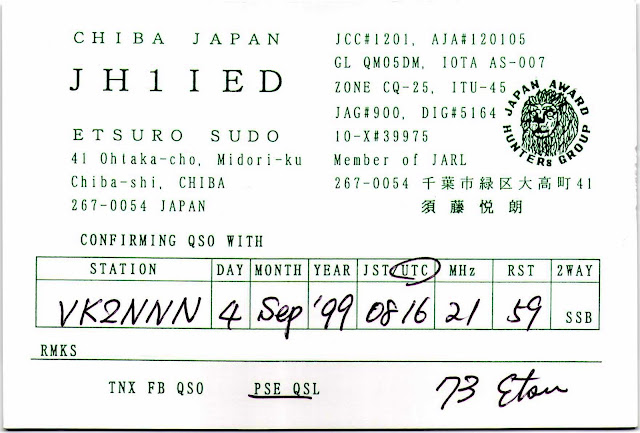 CHIBA JAPAN
JH1IED
ETSURO SUDO
41 Ohtaka-cho, Midori-ku
Chiba-shi, CHIBA
267-0054 JAPAN
JCC#1201, AJA#120105
GL QM05DM, IOTA AS-007
ZONE CQ-25, ITU-45
JAG#900, DIG#5164
10-X#39975
Member of JARL
267-0054 千葉市緑区大高町41
須藤悦朗
JAPAN AWARD
HUNTERS GROUP
CONFIRMING QSO WITH
STATION DAY MONTH YEAR JST UTC MHz RST 2WAY
VK2NNN 4 Sep '99 0816 21 59 SSB
RMKS
TNX FB QSO PSE QSL 73